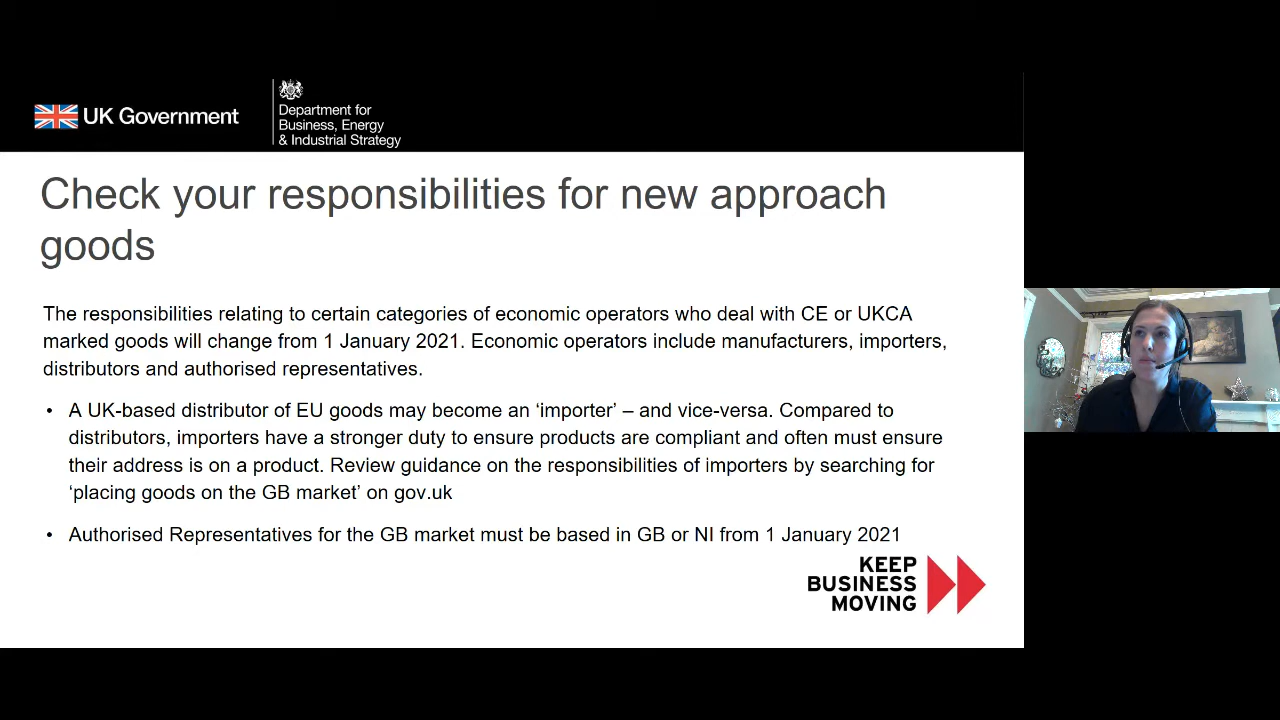 UK Government
Department for
Business, Energy
& Industrial Strategy
Check your responsibilities for new approach
goods
The responsibilities relating to certain categories of economic operators who deal with CE or UKCA
marked goods will change from 1 January 2021. Economic operators include manufacturers, importers,
distributors and authorised representatives.
• A UK-based distributor of EU goods may become an ‘importer’ – and vice-versa. Compared to
distributors, importers have a stronger duty to ensure products are compliant and often must ensure
their address is on a product. Review guidance on the responsibilities of importers by searching for
‘placing goods on the GB market’ on gov.uk
• Authorised Representatives for the GB market must be based in GB or NI from 1 January 2021
KEEP
BUSINESS
MOVING